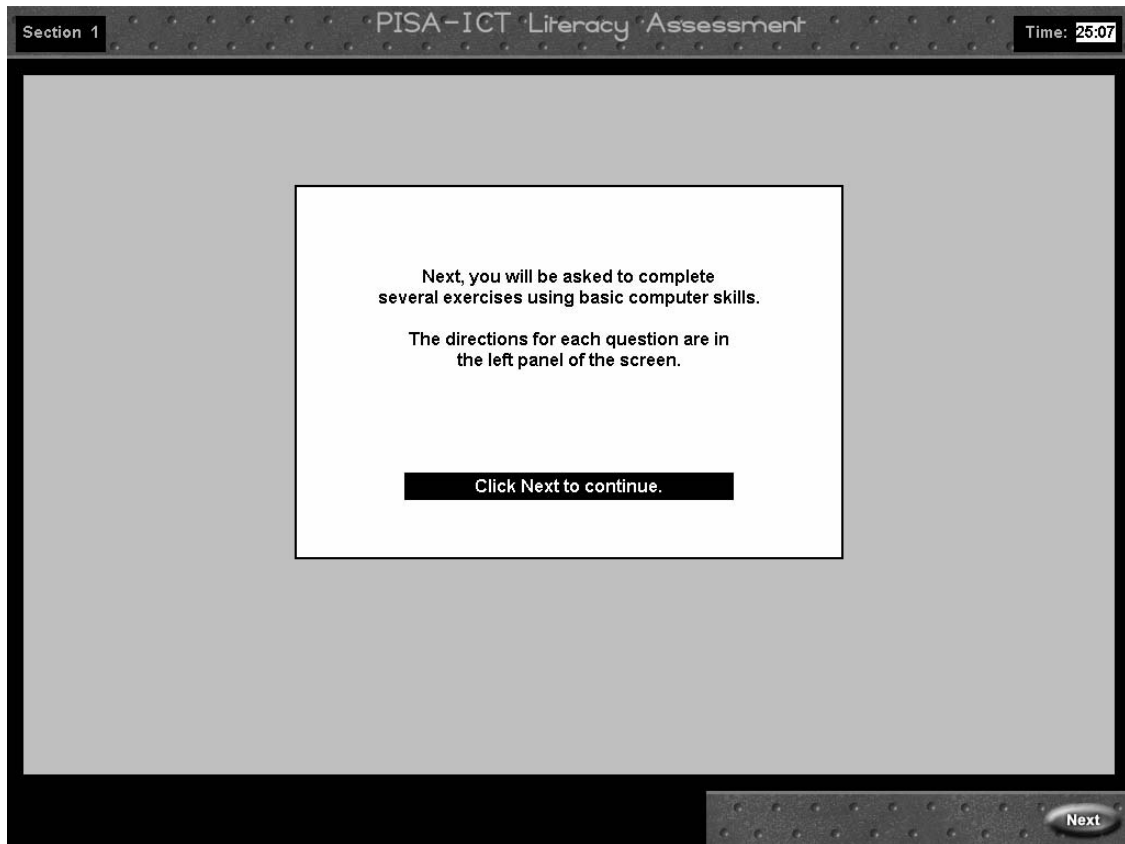 Section 1
PISA-ICT Literacy Assessment
Time: 25:07
Next, you will be asked to complete
several exercises using basic computer skills.
The directions for each question are in
the left panel of the screen.
Click Next to continue.
Next